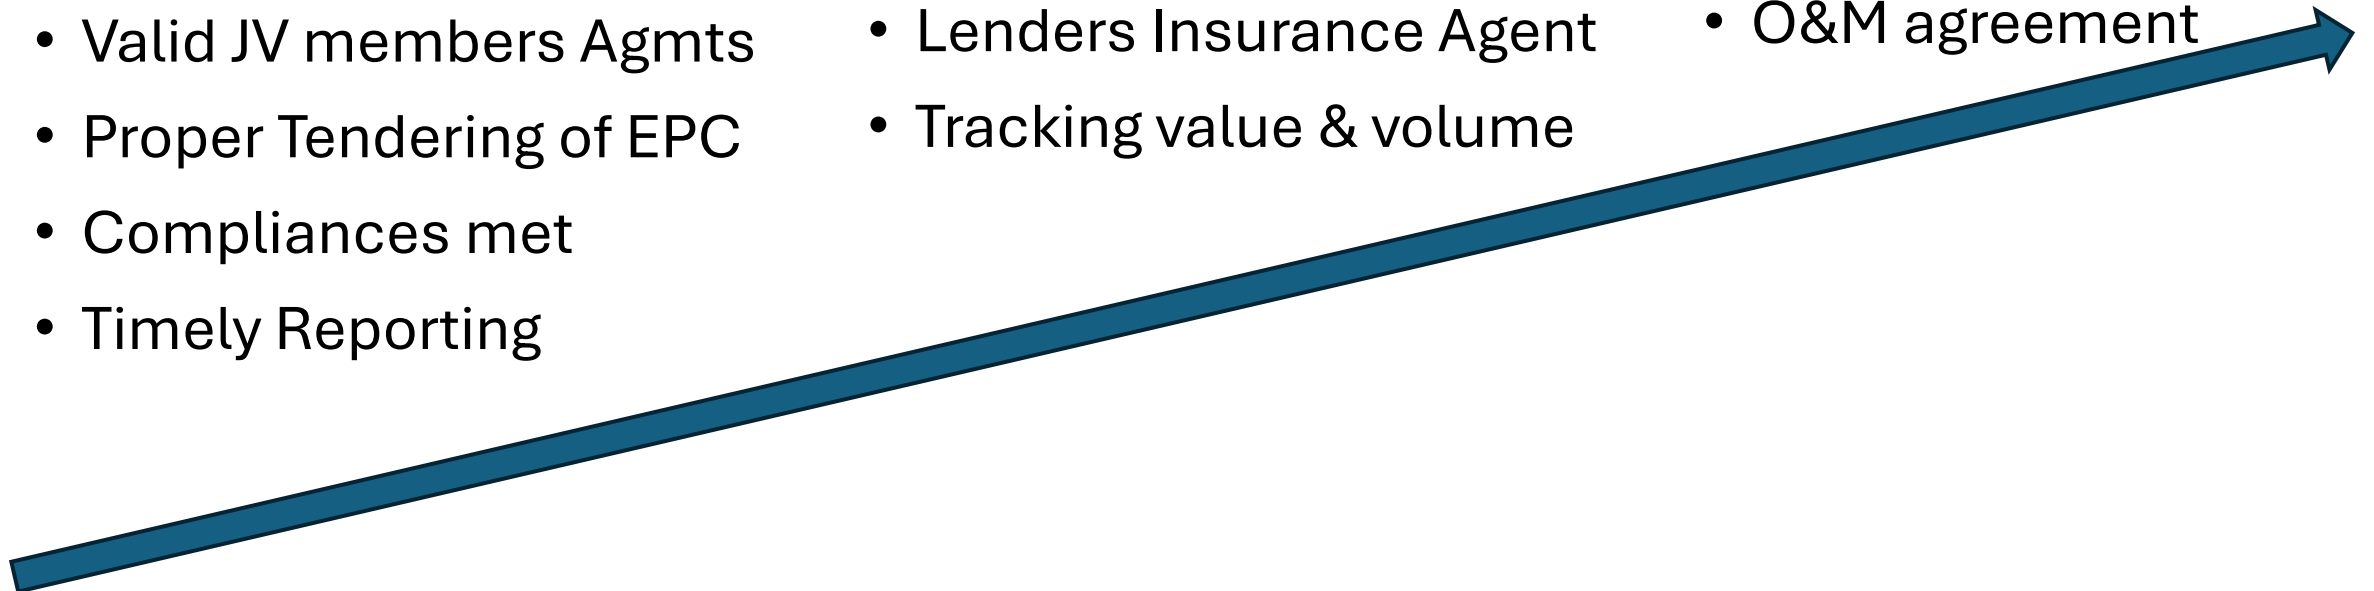 • Valid JV members Agmts
• Proper Tendering of EPC
• Compliances met
• Timely Reporting
• Lenders Insurance Agent
• Tracking value & volume
• O&M agreement